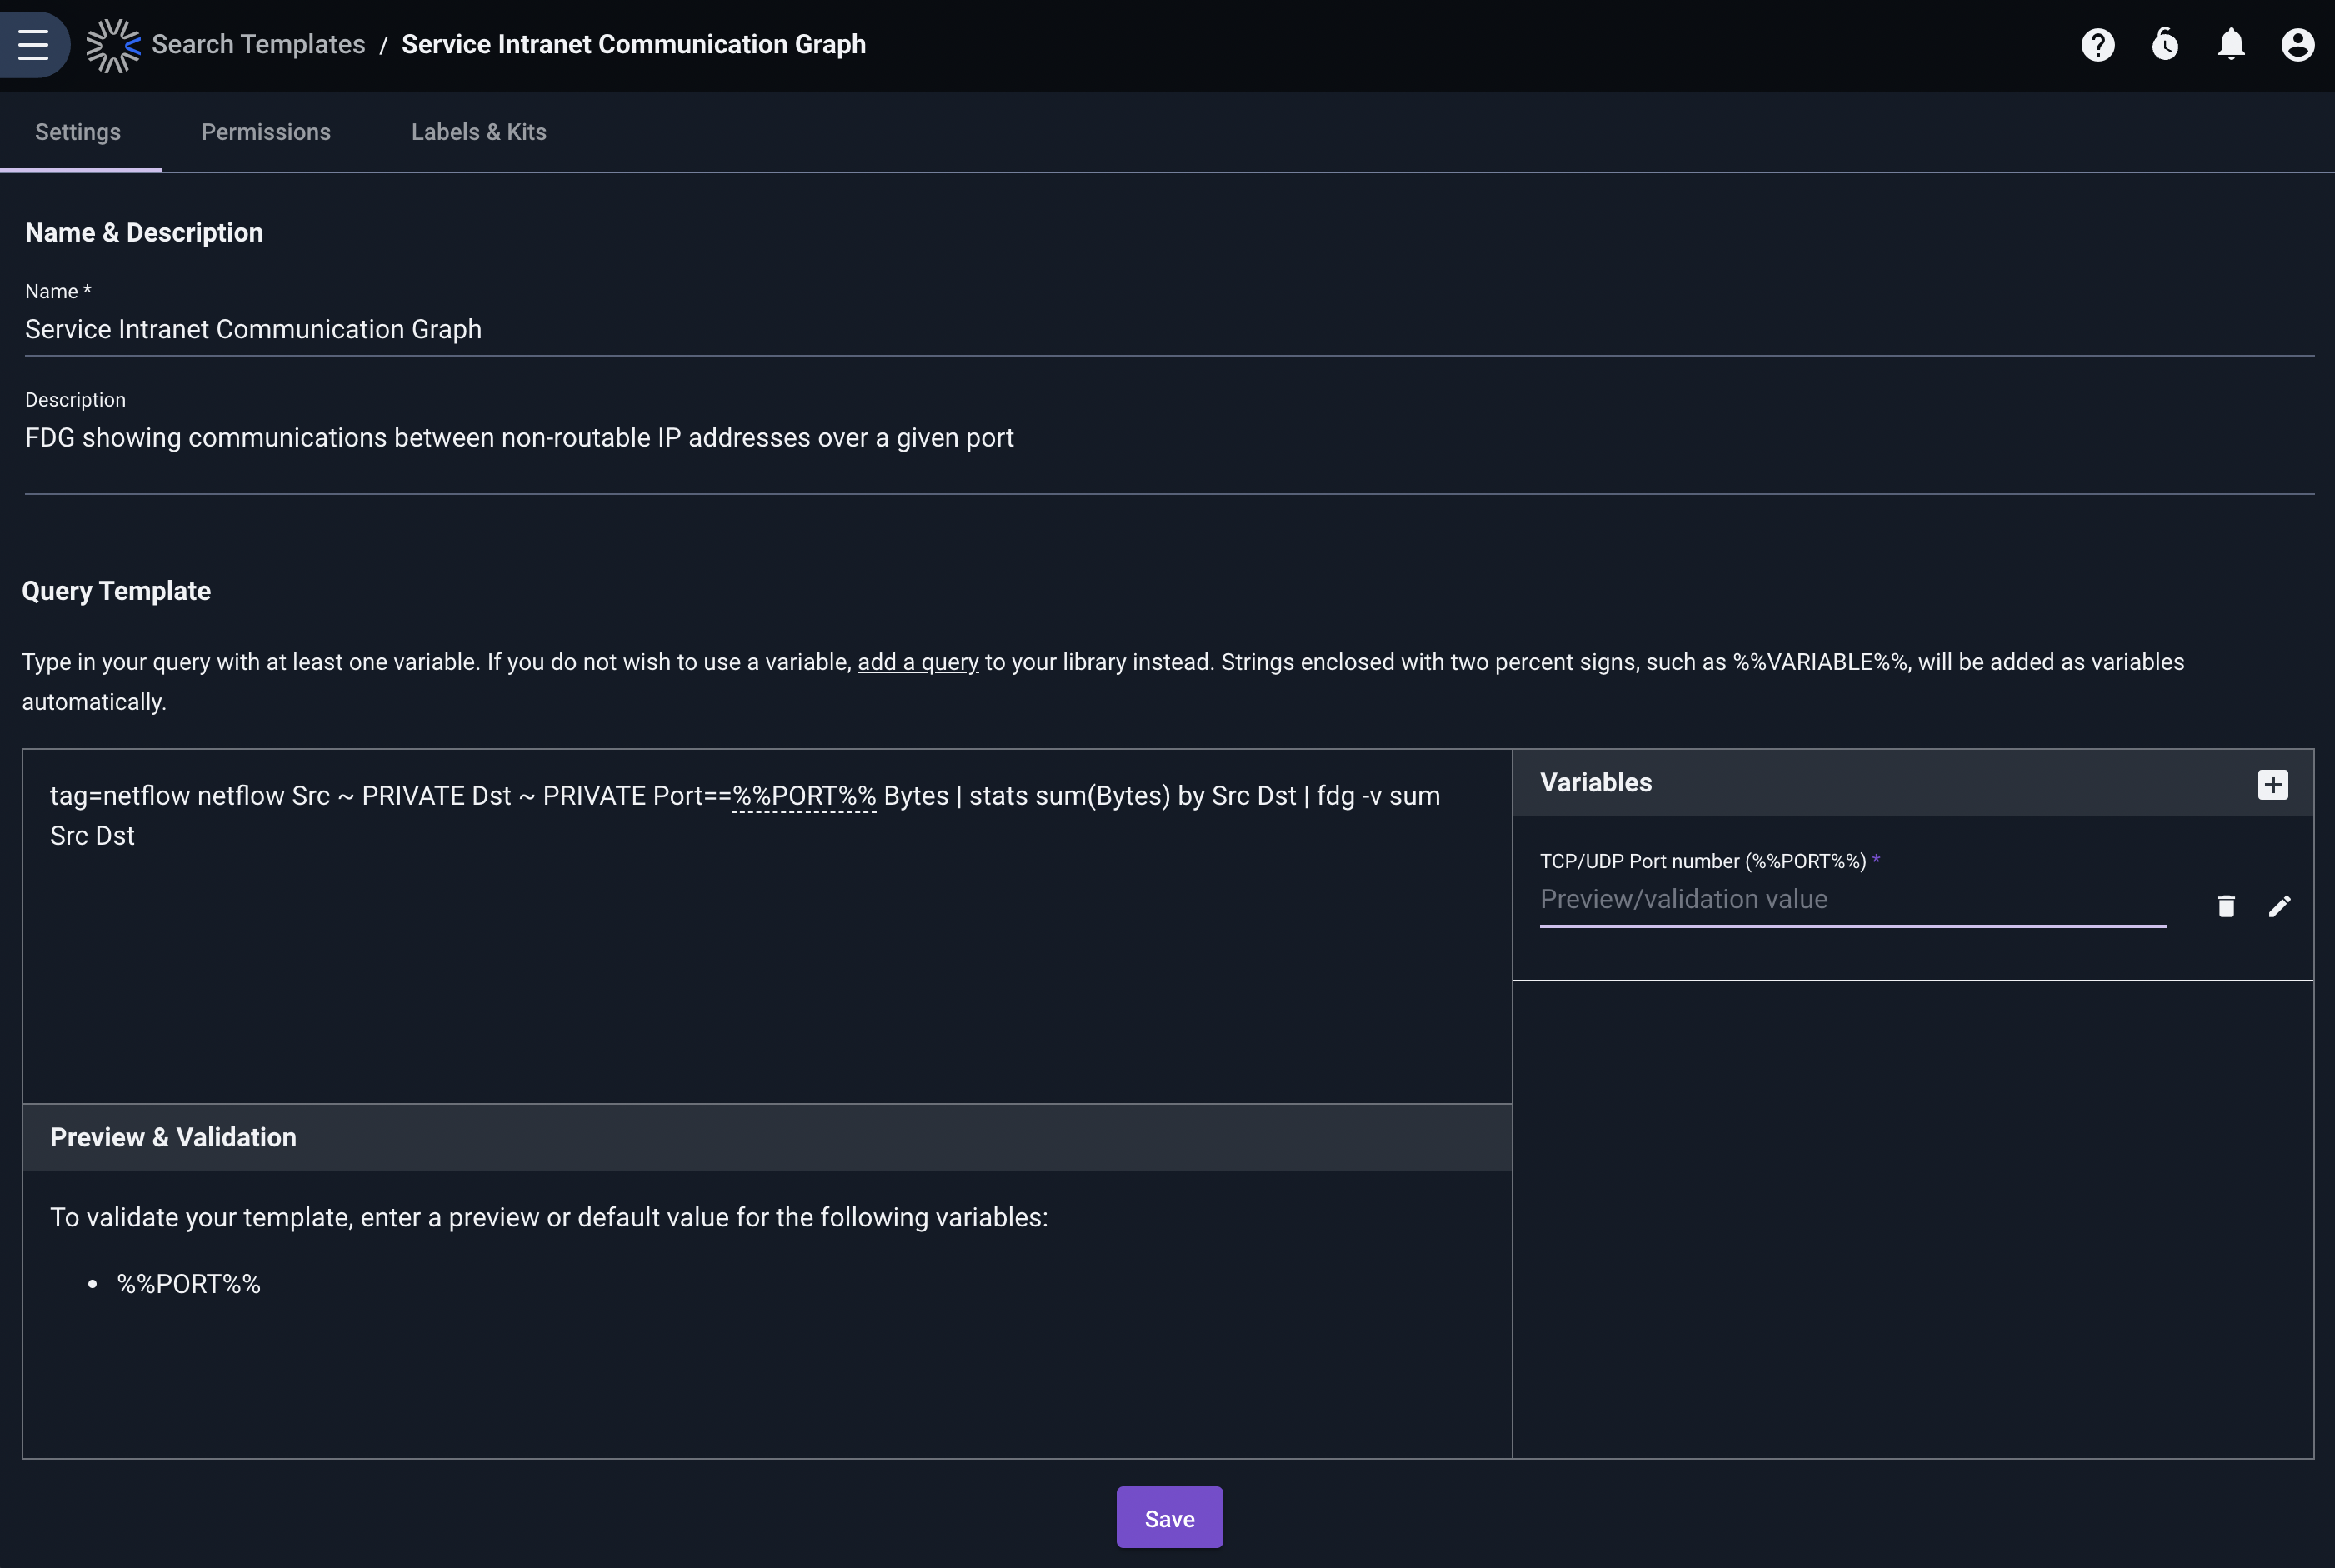 Search Templates / Service Intranet Communication Graph
Settings Permissions Labels & Kits
Name & Description
Name *
Service Intranet Communication Graph
Description
FDG showing communications between non-routable IP addresses over a given port
Query Template
Type in your query with at least one variable. If you do not wish to use a variable, add a query to your library instead. Strings enclosed with two percent signs, such as %%VARIABLE%%, will be added as variables
automatically.
tag=netflow netflow Src ~ PRIVATE Dst ~ PRIVATE Port==%%PORT%% Bytes | stats sum(Bytes) by Src Dst | fdg -v sum
Src Dst
Variables
TCP/UDP Port number (%%PORT%%) *
Preview/validation value
Preview & Validation
To validate your template, enter a preview or default value for the following variables:
• %%PORT%%
Save